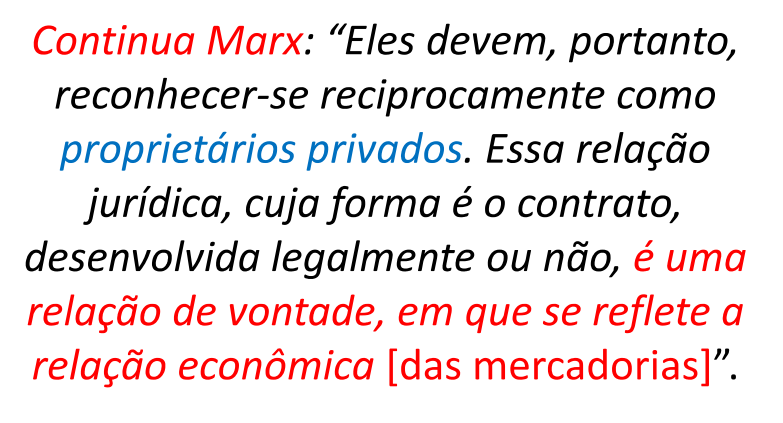 Continua Marx: “Eles devem, portanto,
reconhecer-se reciprocamente como
proprietários privados. Essa relação
jurídica, cuja forma é o contrato,
desenvolvida legalmente ou não, é uma
relação de vontade, em que se reflete a
relação econômica [das mercadorias]”.